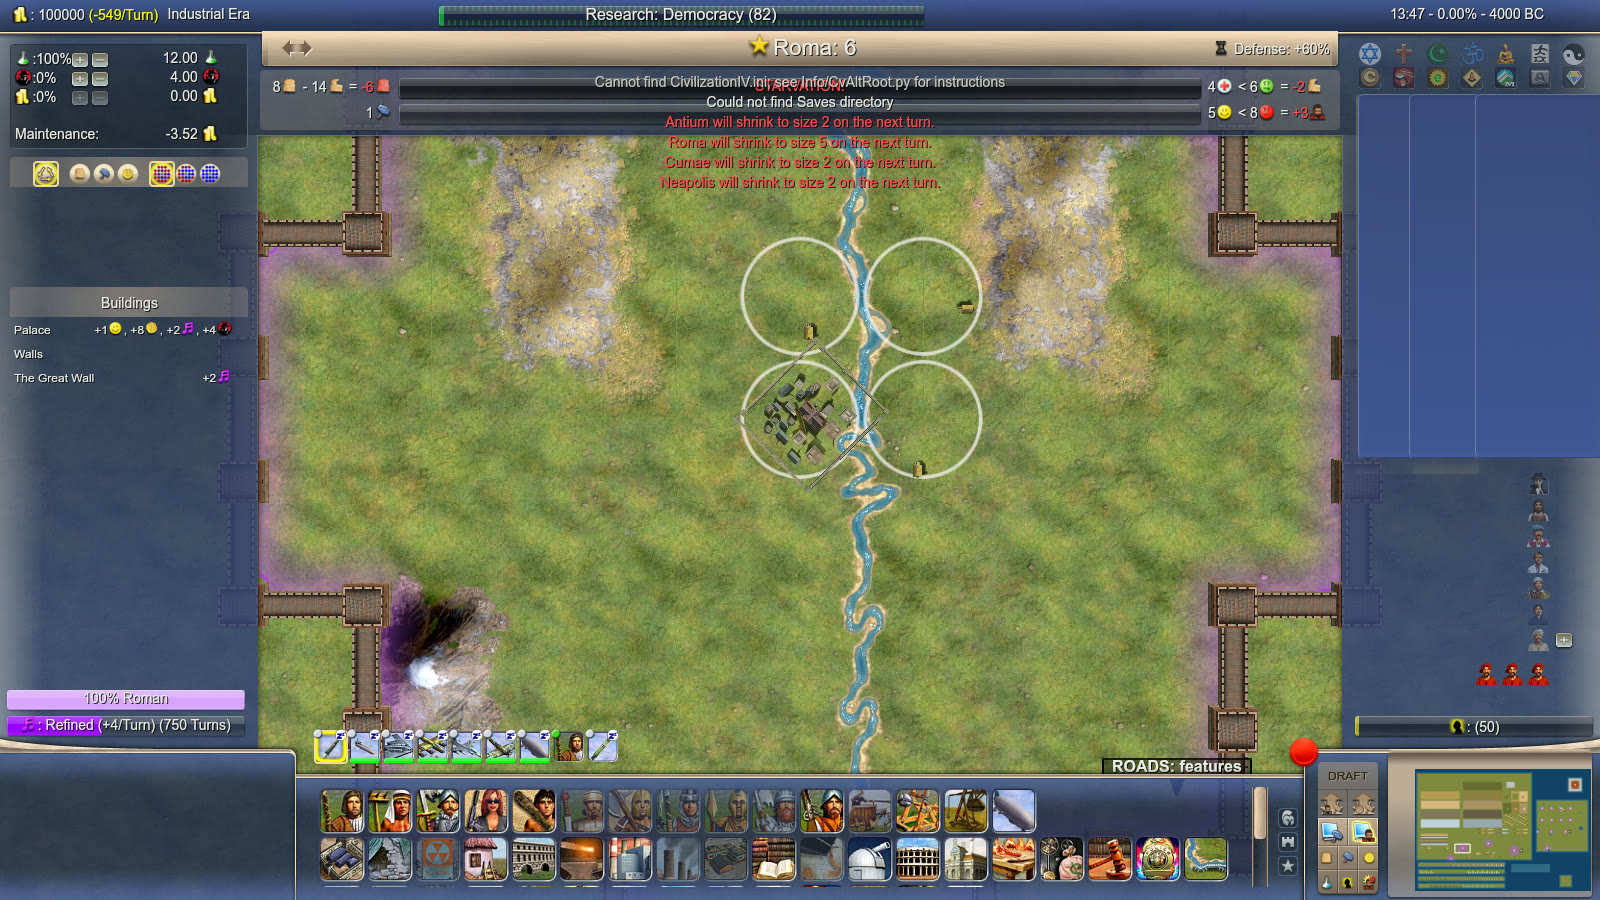 : 100000 (-549/Turn) Industrial Era
Research: Democracy (82)
13:47 - 0.00% - 4000 BC
:100% 12.00
:0% 4.00
:0% 0.00
Maintenance: -3.52
Roma: 6
Defense: +60%
8 - 14 = -6
STARVATION!
4 < 6 = -2
1
5 < 8 = +3
Cannot find CivilizationIV.ini; see Info/CvAltRoot.py for instructions
Could not find Saves directory
Antium will shrink to size 2 on the next turn.
Roma will shrink to size 5 on the next turn.
Cumae will shrink to size 2 on the next turn.
Neapolis will shrink to size 2 on the next turn.
Buildings
Palace +1 , +8 , +2 , +4
Walls
The Great Wall +2
100% Roman
: Refined (+4/Turn) (750 Turns)
: (50)
ROADS: features
DRAFT